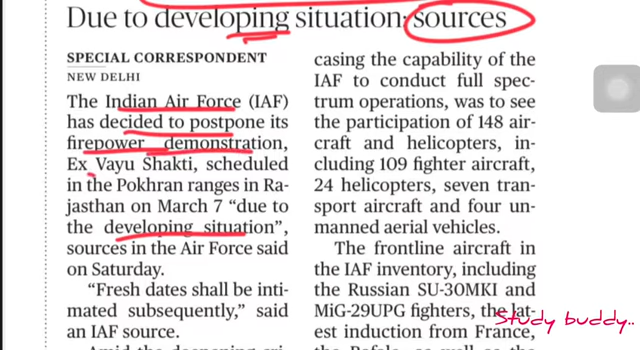 Due to developing situation: sources
SPECIAL CORRESPONDENT
NEW DELHI
The Indian Air Force (IAF)
has decided to postpone its
firepower demonstration,
Ex Vayu Shakti, scheduled
in the Pokhran ranges in Ra-
jasthan on March 7 “due to
the developing situation”,
sources in the Air Force said
on Saturday.
“Fresh dates shall be inti-
mated subsequently,” said
an IAF source.
casing the capability of the
IAF to conduct full spec-
trum operations, was to see
the participation of 148 air-
craft and helicopters, in-
cluding 109 fighter aircraft,
24 helicopters, seven tran-
sport aircraft and four un-
manned aerial vehicles.
The frontline aircraft in
the IAF inventory, including
the Russian SU-30MKI and
MiG-29UPG fighters, the lat-
est induction from France,
Study buddy..